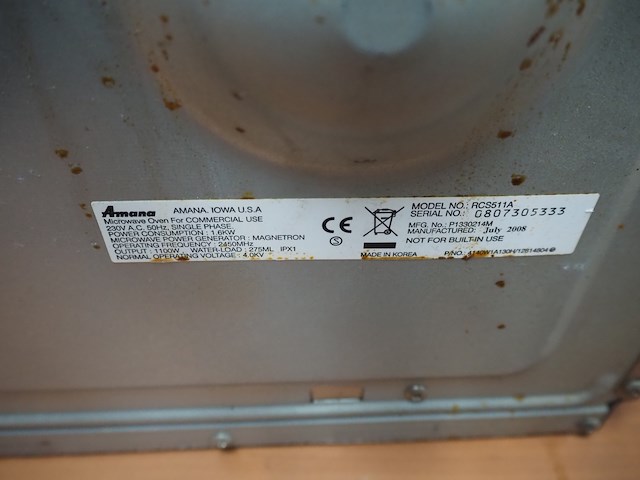 Amana AMANA. IOWA U.S.A
Microwave Oven For COMMERCIAL USE
230V A.C. 50Hz, SINGLE PHASE
POWER CONSUMPTION : 1.6KW
MICROWAVE POWER GENERATOR : MAGNETRON
OPERATING FREQUENCY : 2450MHz
OUTPUT : 1100W WATER-LOAD : 275ML IPX1
NORMAL OPERATING VOLTAGE : 4.0KV
CE
S
MADE IN KOREA
MODEL NO.: RCS511A
SERIAL NO.: 0807305333
MFG. No.: P1330214M
MANUFACTURED: July 2008
NOT FOR BUILT-IN USE
P/NO.: